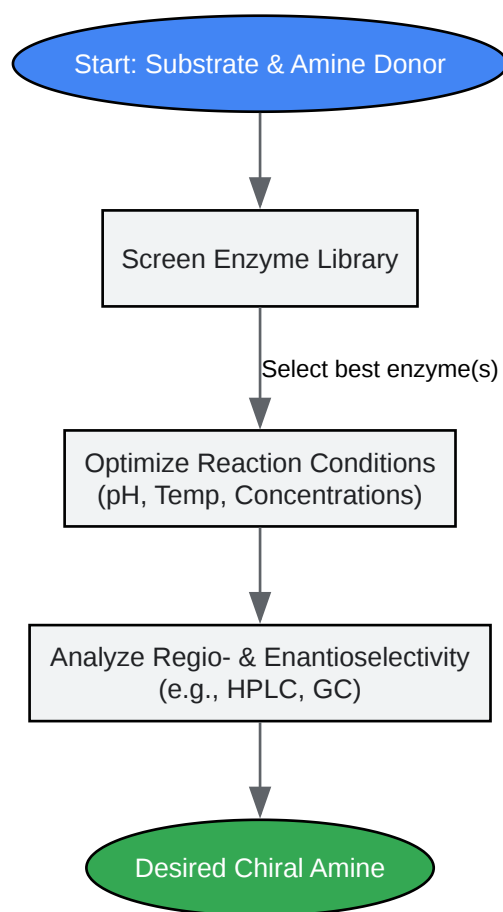 Start: Substrate & Amine Donor
Screen Enzyme Library
Select best enzyme(s)
Optimize Reaction Conditions
(pH, Temp, Concentrations)
Analyze Regio- & Enantioselectivity
(e.g., HPLC, GC)
Desired Chiral Amine